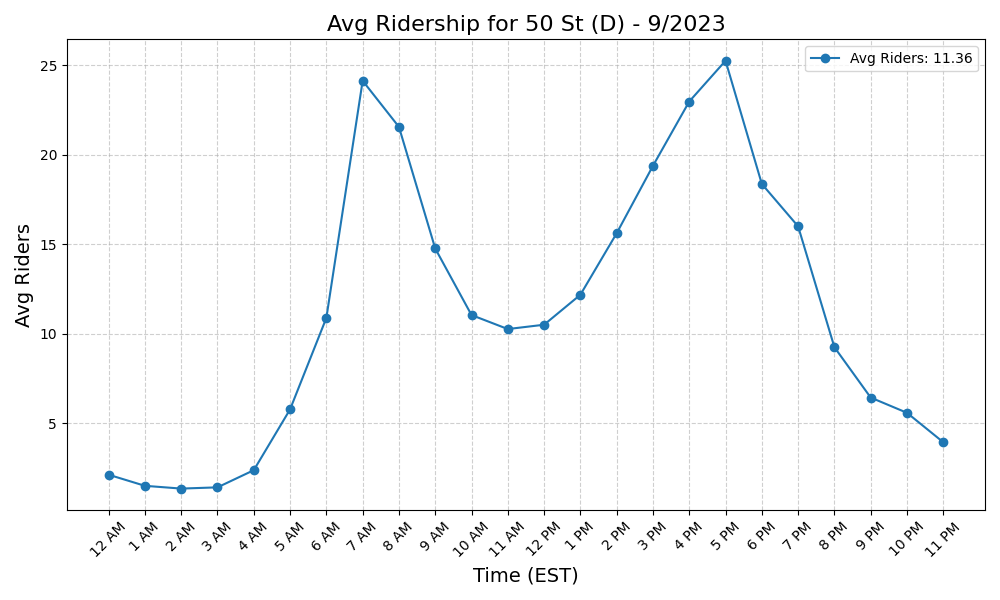 Avg Ridership for 50 St (D) - 9/2023
Avg Riders: 11.36
25
20
15
10
5
Avg Riders
12 AM
1 AM
2 AM
3 AM
4 AM
5 AM
6 AM
7 AM
8 AM
9 AM
10 AM
11 AM
12 PM
1 PM
2 PM
3 PM
4 PM
5 PM
6 PM
7 PM
8 PM
9 PM
10 PM
11 PM
Time (EST)